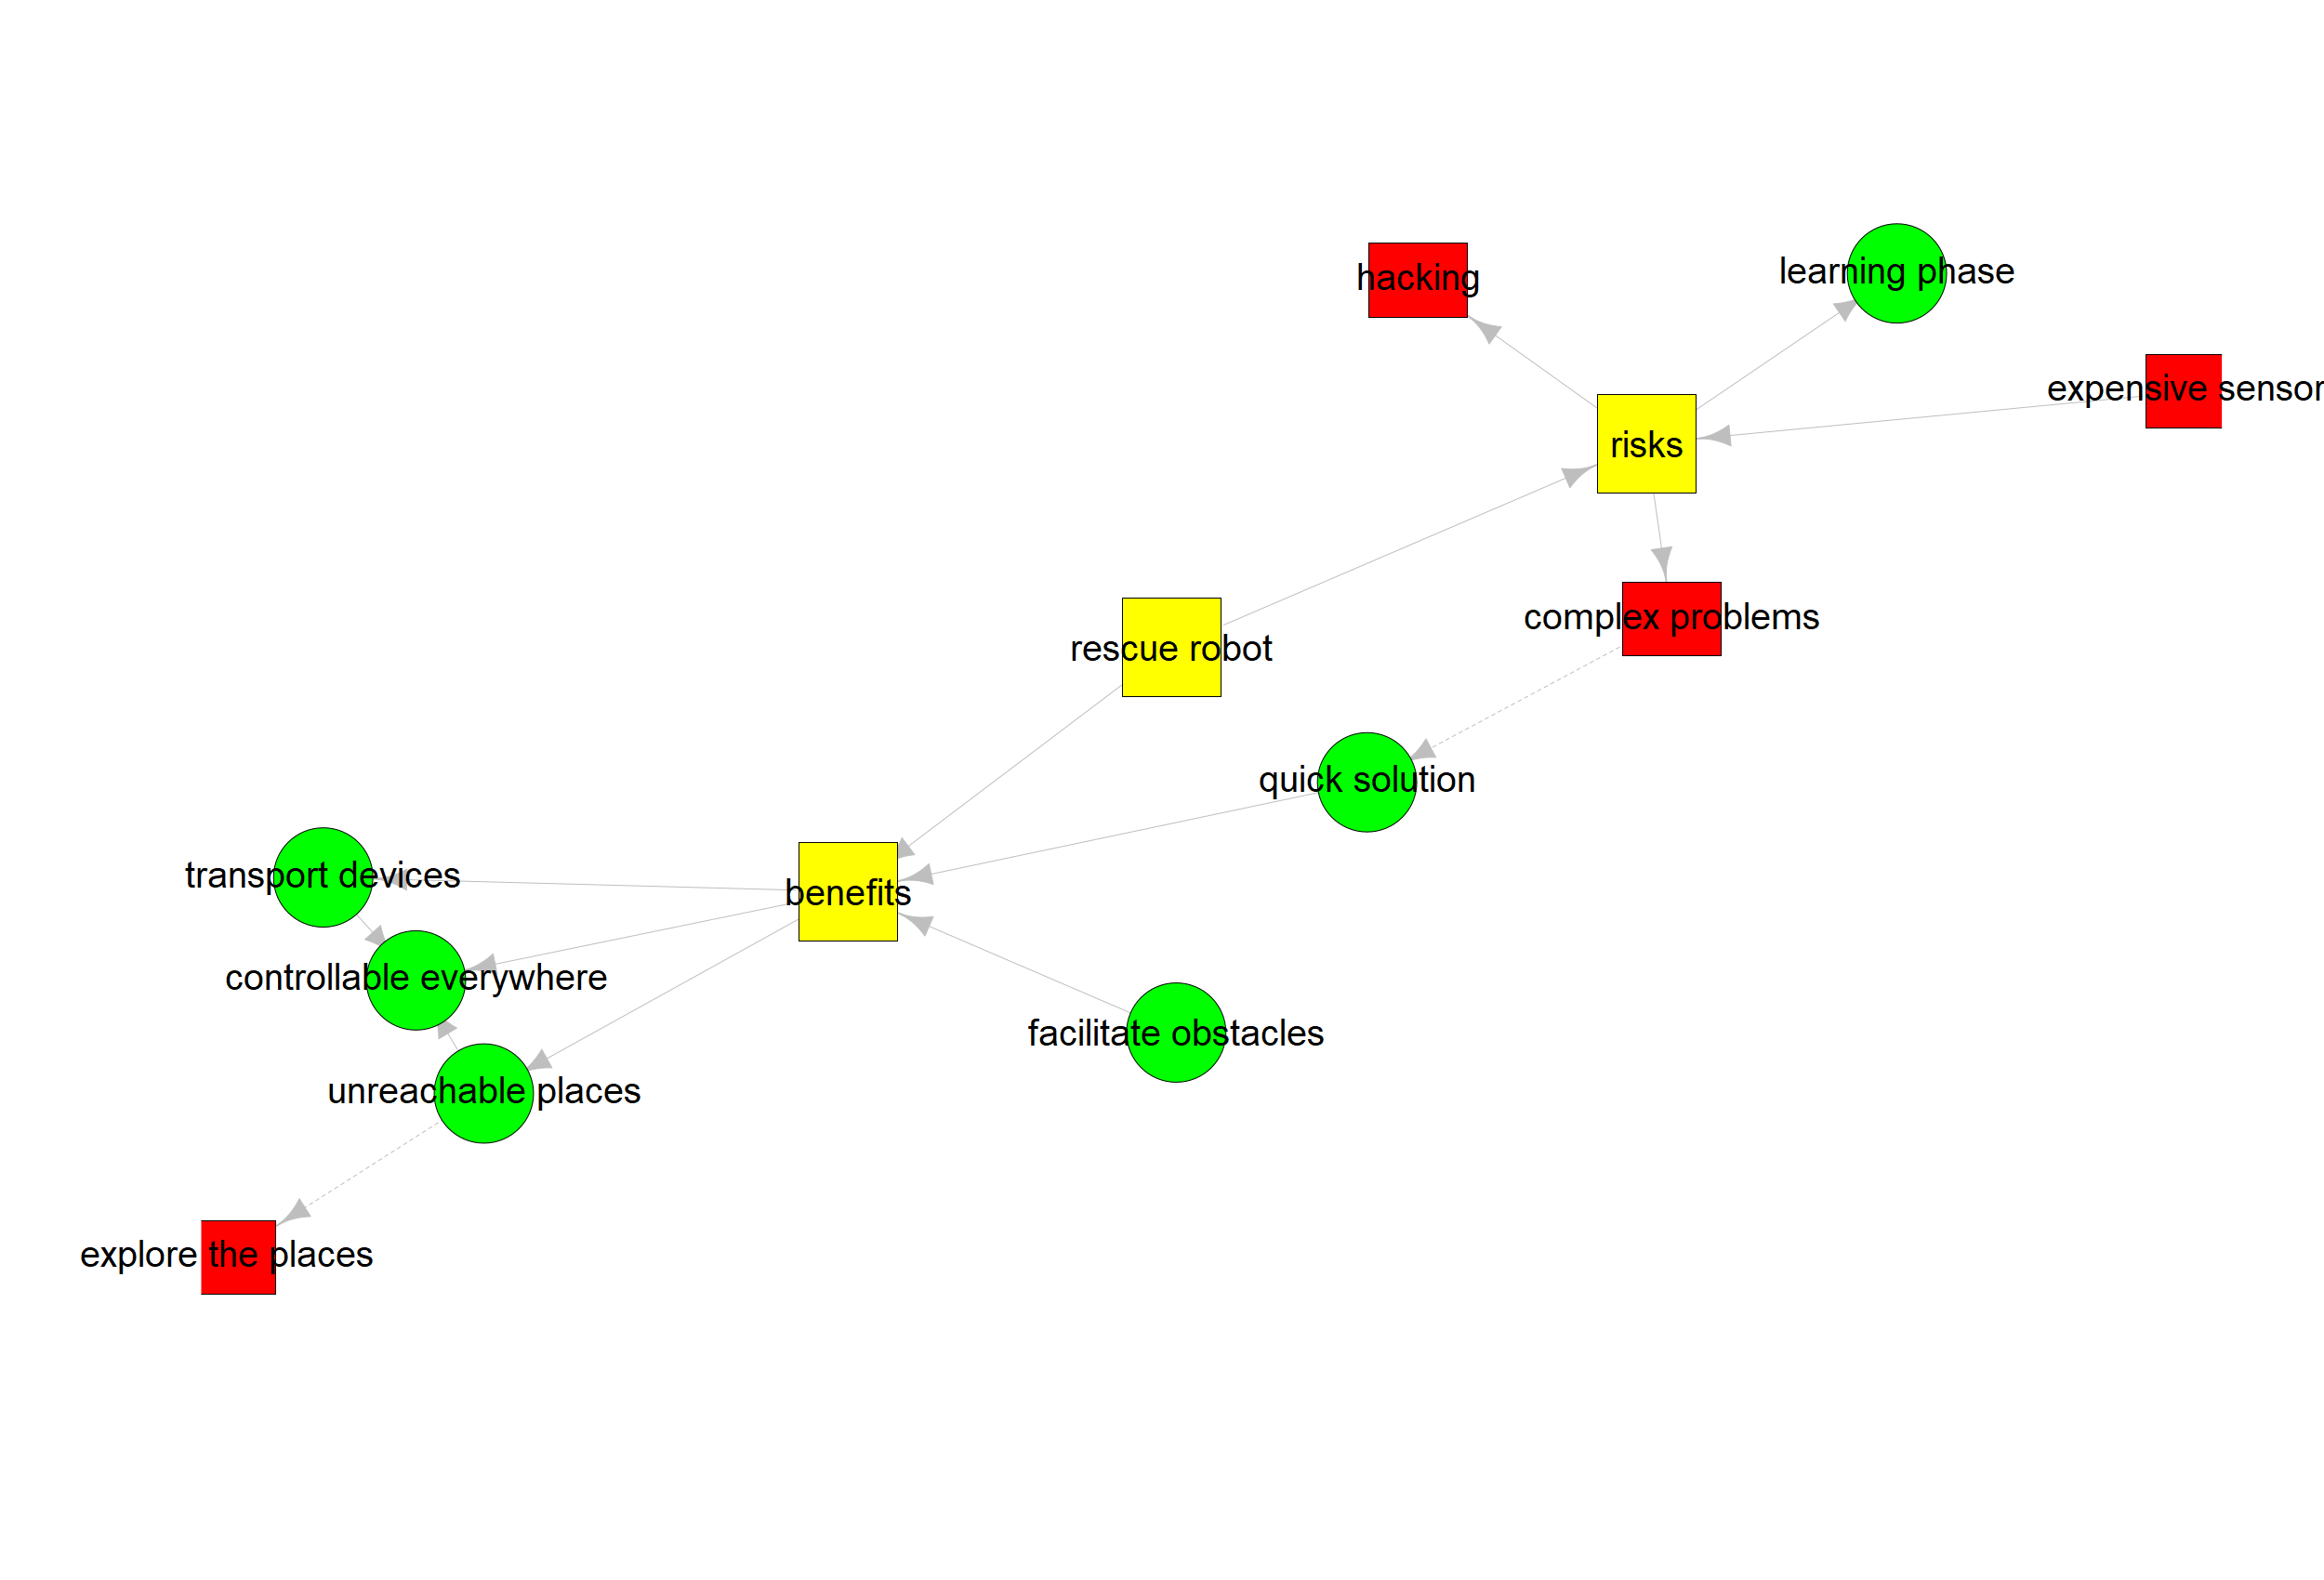 learning phase
hacking
expensive sensor
risks
complex problems
rescue robot
quick solution
transport devices
benefits
controllable everywhere
facilitate obstacles
unreachable places
explore the places